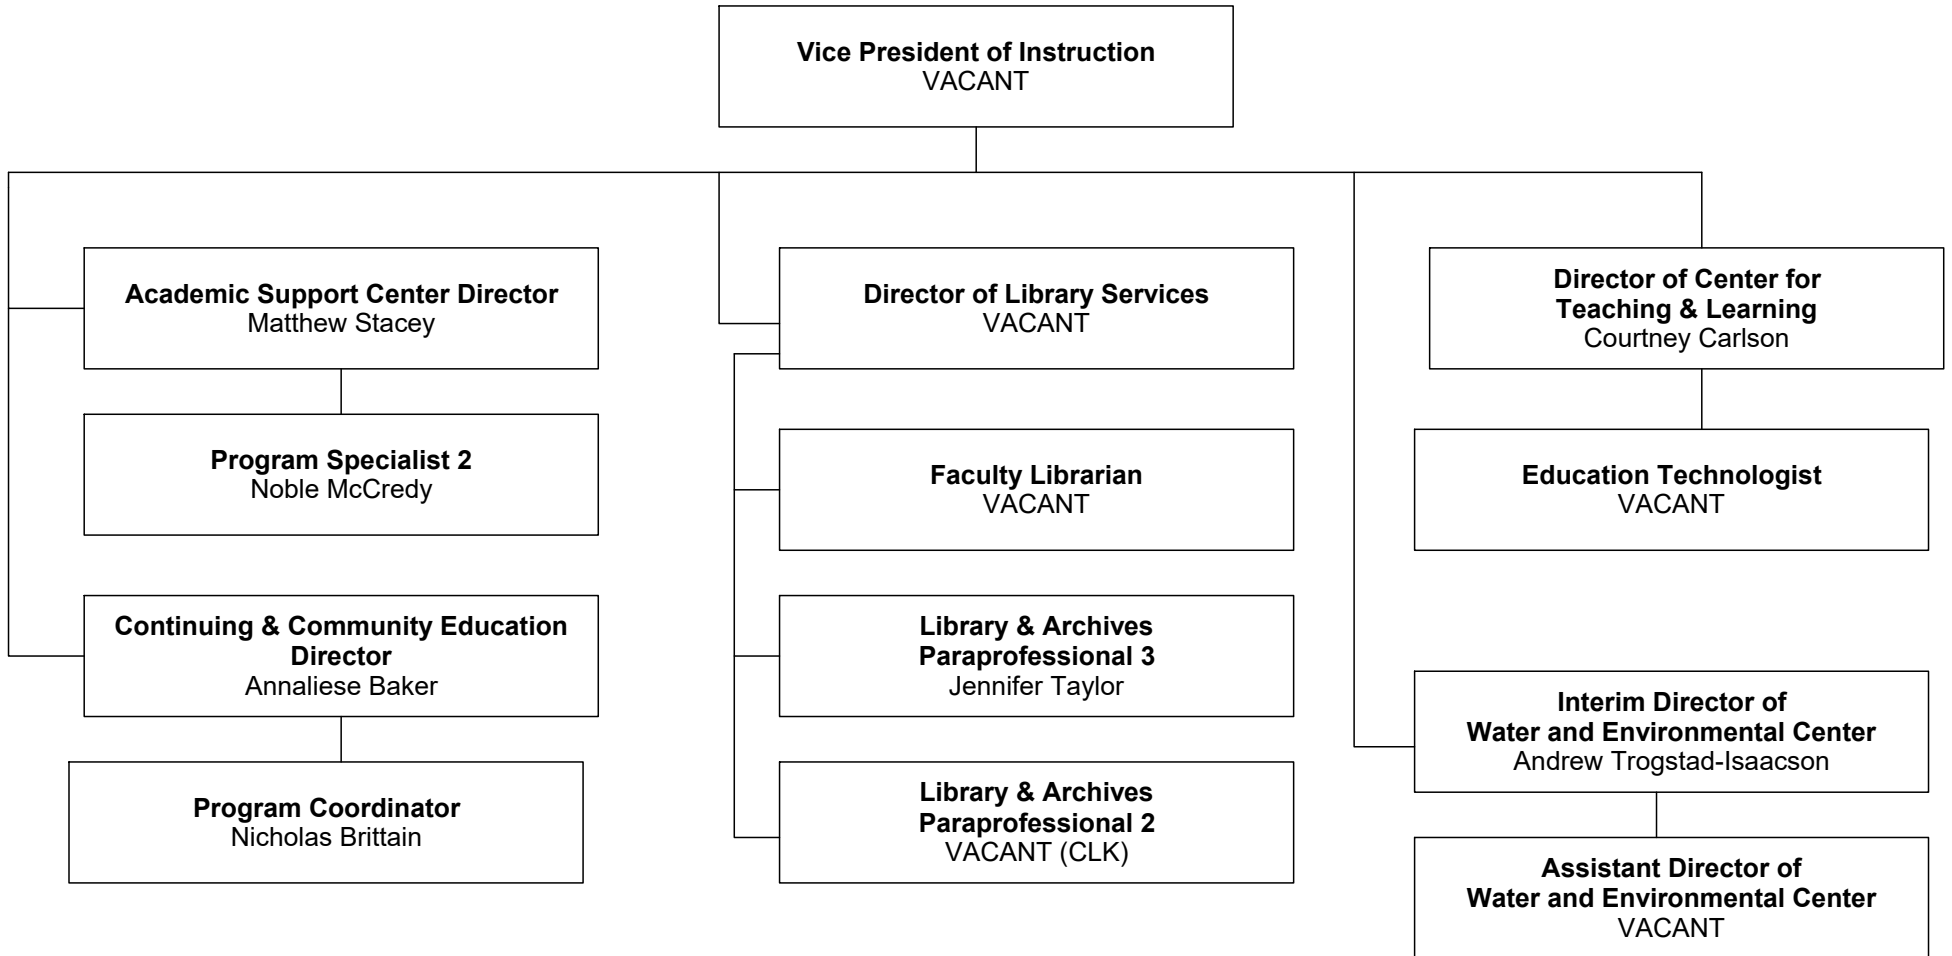 Vice President of Instruction
VACANT
Academic Support Center Director
Matthew Stacey
Program Specialist 2
Noble McCredy
Continuing & Community Education
Director
Annaliese Baker
Program Coordinator
Nicholas Brittain
Director of Library Services
VACANT
Faculty Librarian
VACANT
Library & Archives
Paraprofessional 3
Jennifer Taylor
Library & Archives
Paraprofessional 2
VACANT (CLK)
Director of Center for
Teaching & Learning
Courtney Carlson
Education Technologist
VACANT
Interim Director of
Water and Environmental Center
Andrew Trogstad-Isaacson
Assistant Director of
Water and Environmental Center
VACANT